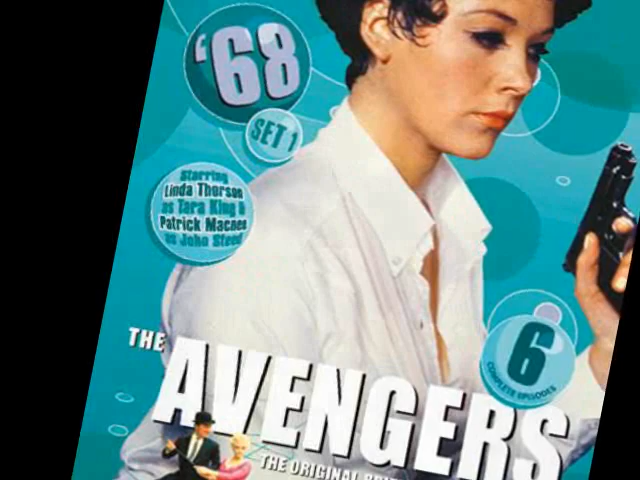 '68
SET 1
Starring
Linda Thorson
as Tara King &
Patrick Macnee
as John Steed
6
COMPLETE EPISODES
THE
AVENGERS
THE ORIGINAL